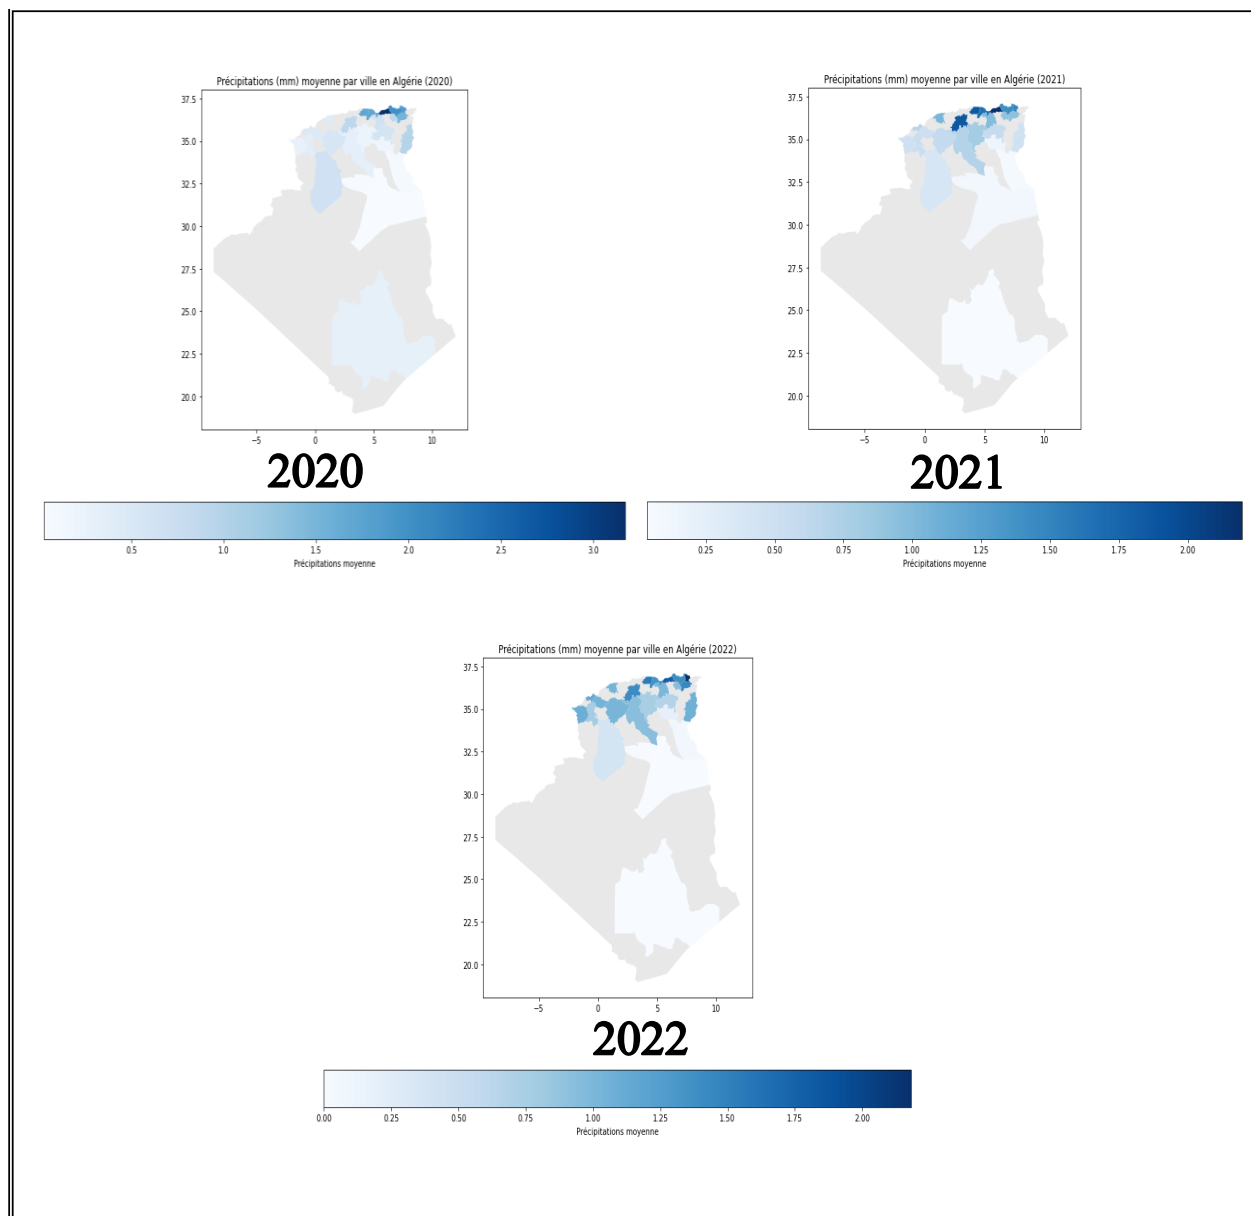 Précipitations (mm) moyenne par ville en Algérie (2020)
37.5
35.0
32.5
30.0
27.5
25.0
22.5
20.0
−5 0 5 10
2020
0.5 1.0 1.5 2.0 2.5 3.0
Précipitations moyenne
Précipitations (mm) moyenne par ville en Algérie (2021)
37.5
35.0
32.5
30.0
27.5
25.0
22.5
20.0
−5 0 5 10
2021
0.25 0.50 0.75 1.00 1.25 1.50 1.75 2.00
Précipitations moyenne
Précipitations (mm) moyenne par ville en Algérie (2022)
37.5
35.0
32.5
30.0
27.5
25.0
22.5
20.0
−5 0 5 10
2022
0.00 0.25 0.50 0.75 1.00 1.25 1.50 1.75 2.00
Précipitations moyenne